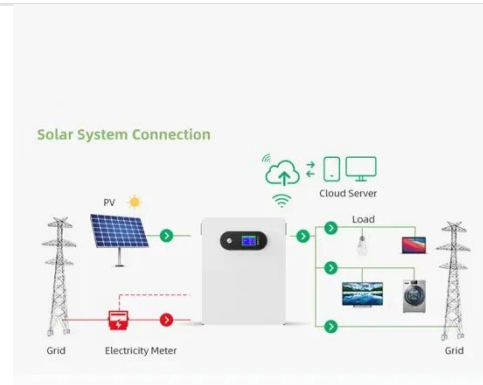 Solar System Connection
Cloud Server
PV
Load
Grid
Electricity Meter
Grid